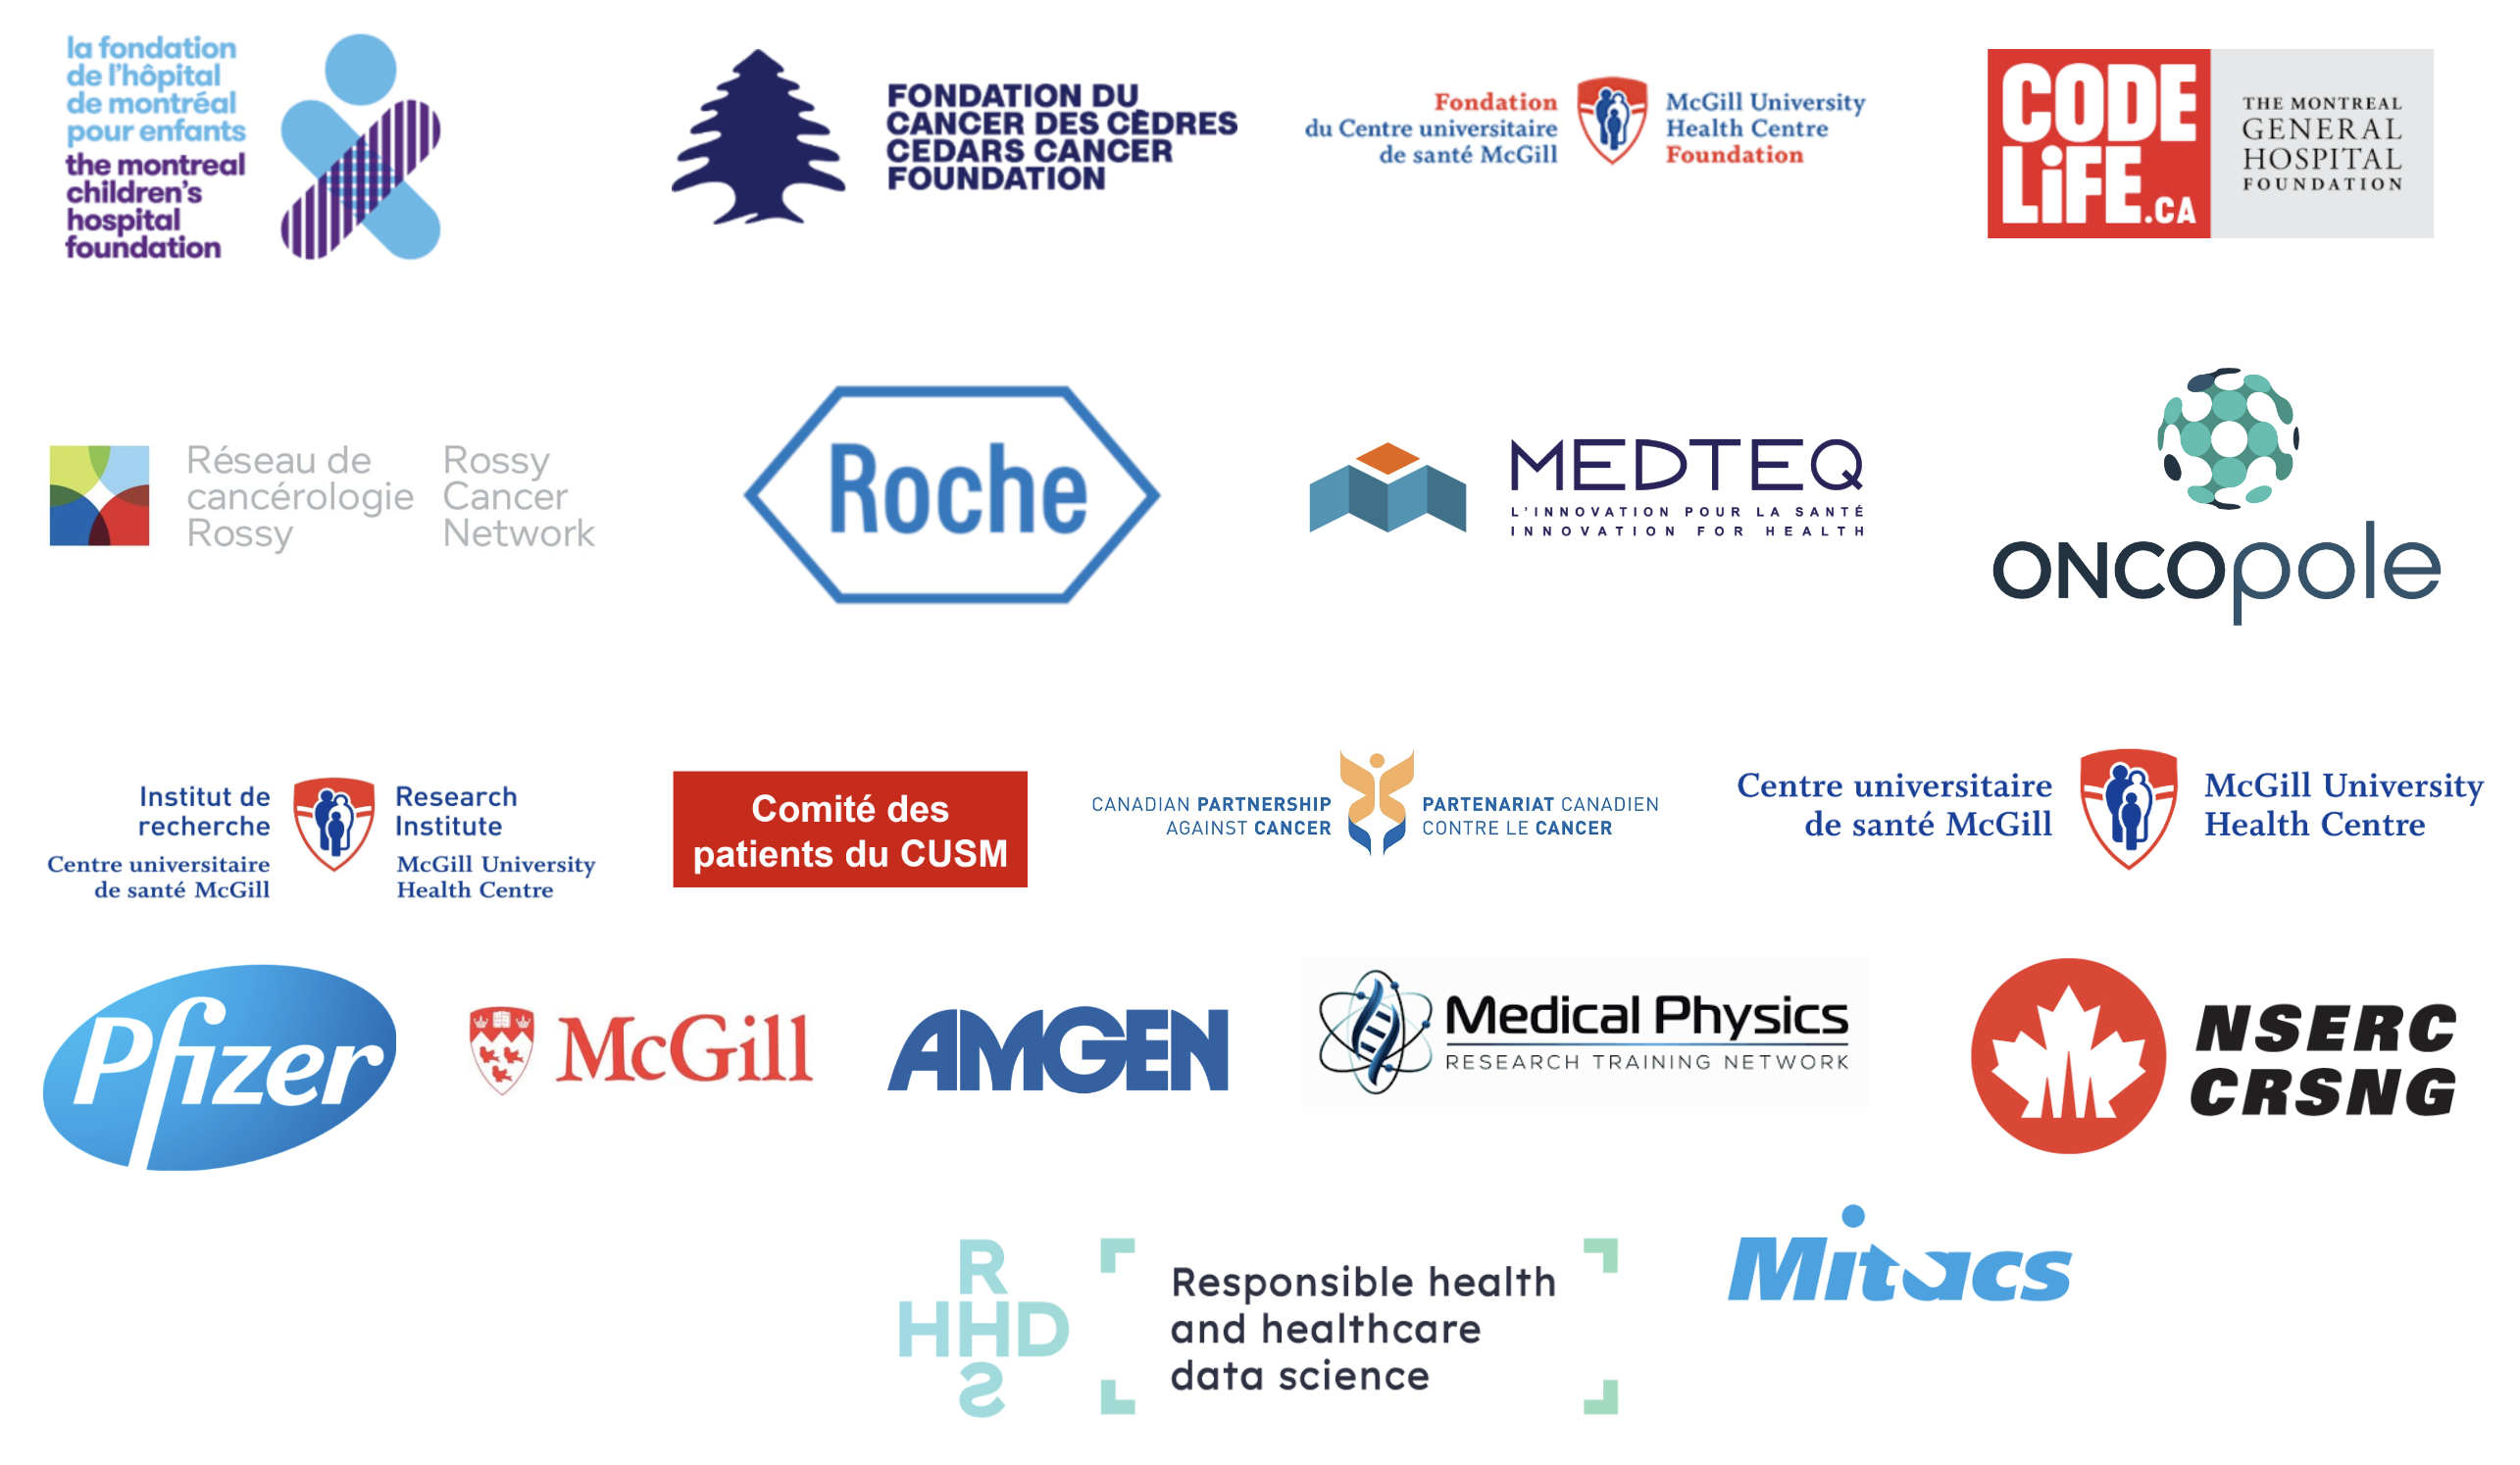 la fondation
de l'hôpital
de montréal
pour enfants
the montreal
children's
hospital
foundation
FONDATION DU
CANCER DES CÈDRES
CEDARS CANCER
FOUNDATION
Fondation
du Centre universitaire
de santé McGill
McGill University
Health Centre
Foundation
CODE
LiFE.CA
THE MONTREAL
GENERAL
HOSPITAL
FOUNDATION
Réseau de
cancérologie
Rossy
Rossy
Cancer
Network
Roche
MEDTEQ
L'INNOVATION POUR LA SANTÉ
INNOVATION FOR HEALTH
ONCOpole
Institut de
recherche
Centre universitaire
de santé McGill
Research
Institute
McGill University
Health Centre
Comité des
patients du CUSM
CANADIAN PARTNERSHIP
AGAINST CANCER
PARTENARIAT CANADIEN
CONTRE LE CANCER
Centre universitaire
de santé McGill
McGill University
Health Centre
Pfizer
McGill
AMGEN
Medical Physics
RESEARCH TRAINING NETWORK
NSERC
CRSNG
R
HHD
S
Responsible health
and healthcare
data science
Mitacs